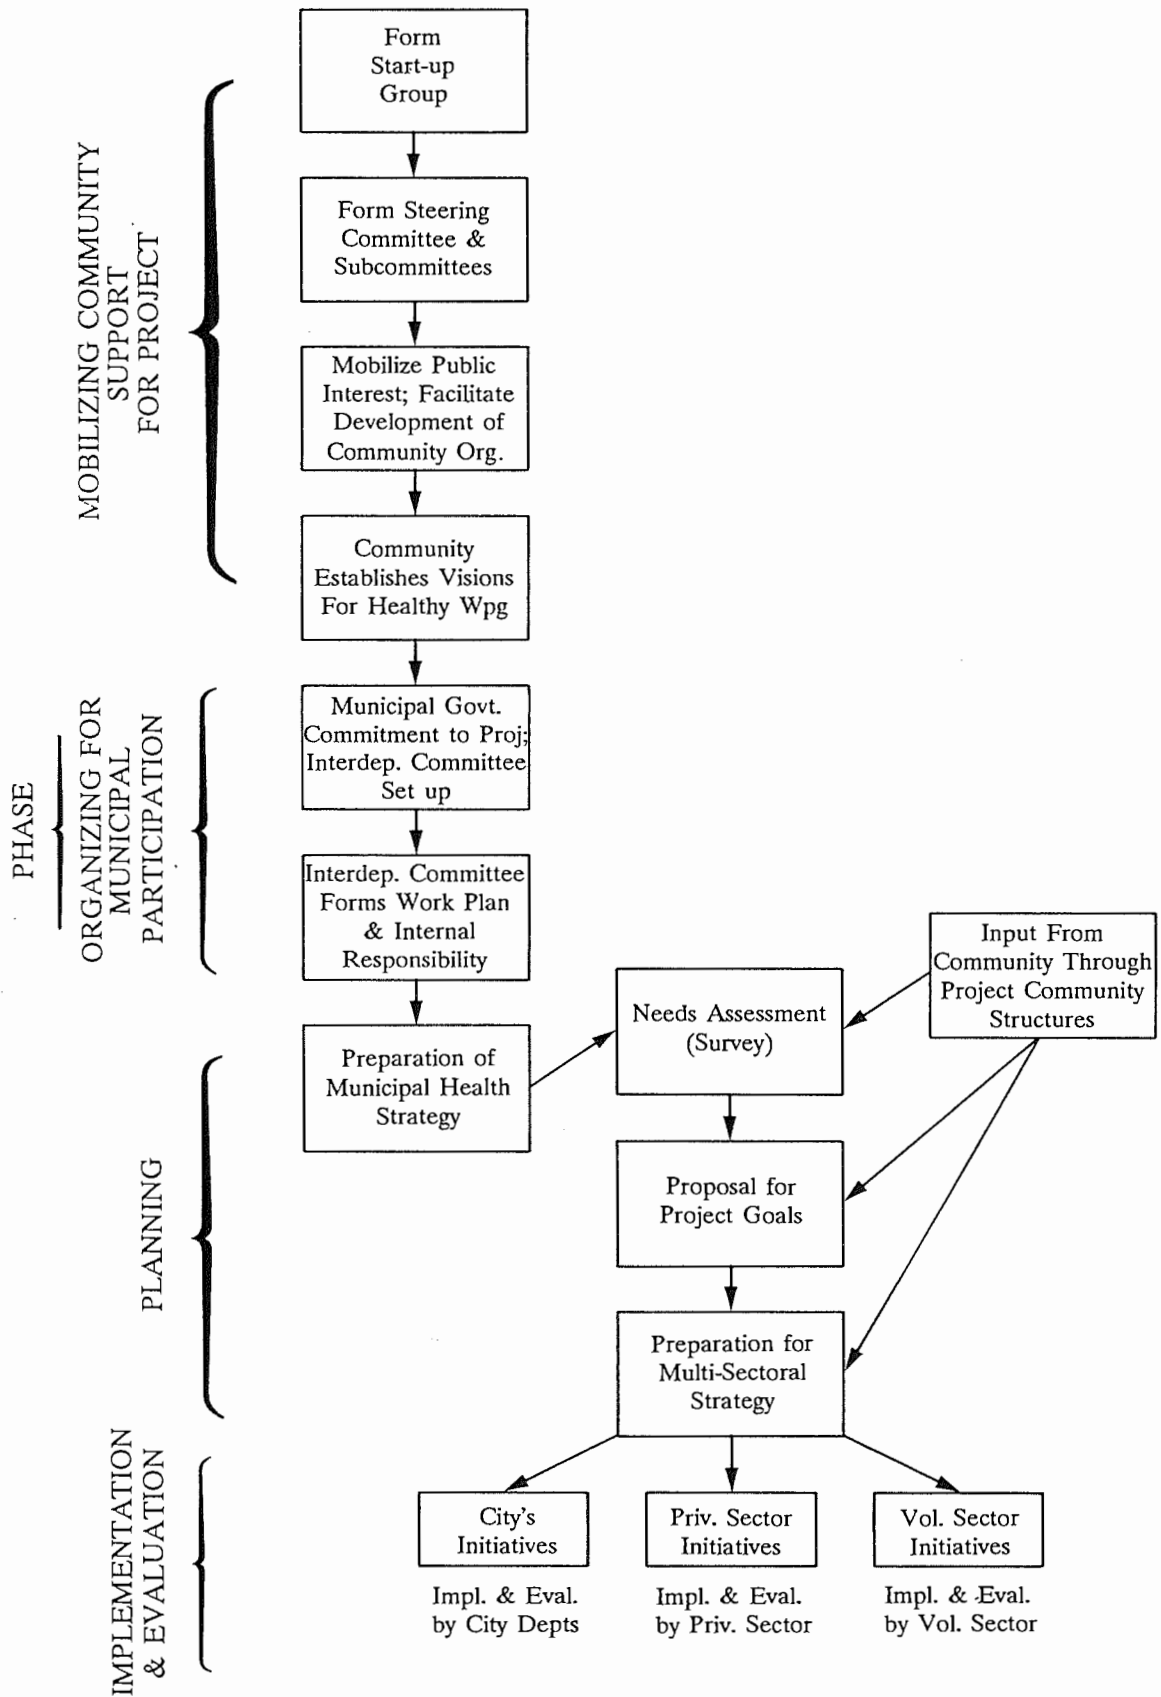 Form
Start-up
Group
MOBILIZING COMMUNITY
SUPPORT
FOR PROJECT
Form Steering
Committee &
Subcommittees
Mobilize Public
Interest; Facilitate
Development of
Community Org.
Community
Establishes Visions
For Healthy Wpg
PHASE
ORGANIZING FOR
MUNICIPAL
PARTICIPATION
Municipal Govt.
Commitment to Proj;
Interdep. Committee
Set up
Interdep. Committee
Forms Work Plan
& Internal
Responsibility
Input From
Community Through
Project Community
Structures
Needs Assessment
(Survey)
PLANNING
Preparation of
Municipal Health
Strategy
Proposal for
Project Goals
Preparation for
Multi-Sectoral
Strategy
IMPLEMENTATION
& EVALUATION
City's
Initiatives
Priv. Sector
Initiatives
Vol. Sector
Initiatives
Impl. & Eval.
by City Depts
Impl. & Eval.
by Priv. Sector
Impl. & Eval.
by Vol. Sector